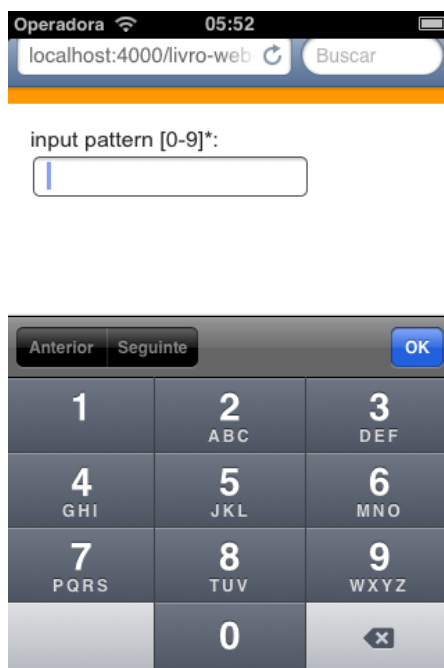 Operadora 05:52
localhost:4000/livro-web Buscar
input pattern [0-9]*:
Anterior Seguinte OK
1 2 3
ABC DEF
4 5 6
GHI JKL MNO
7 8 9
PQRS TUV WXYZ
0